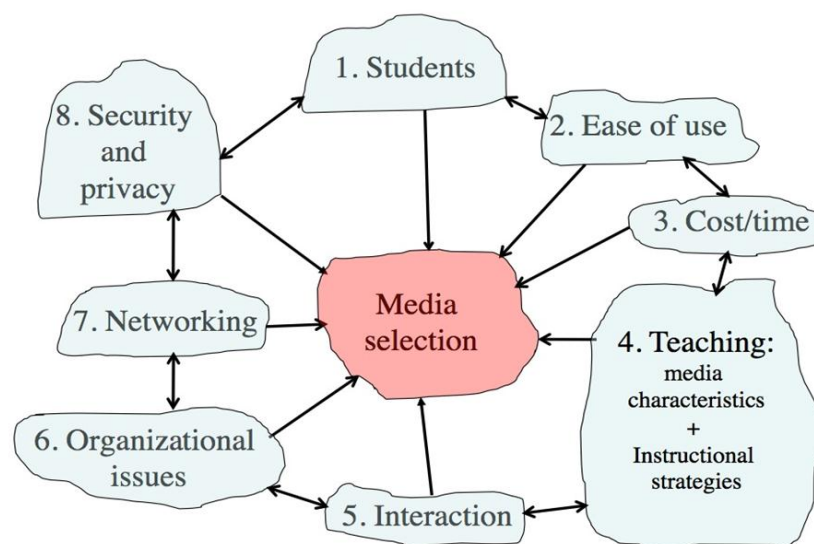 1. Students
2. Ease of use
3. Cost/time
4. Teaching:
media
characteristics
+
Instructional
strategies
5. Interaction
6. Organizational
issues
7. Networking
8. Security
and
privacy
Media
selection